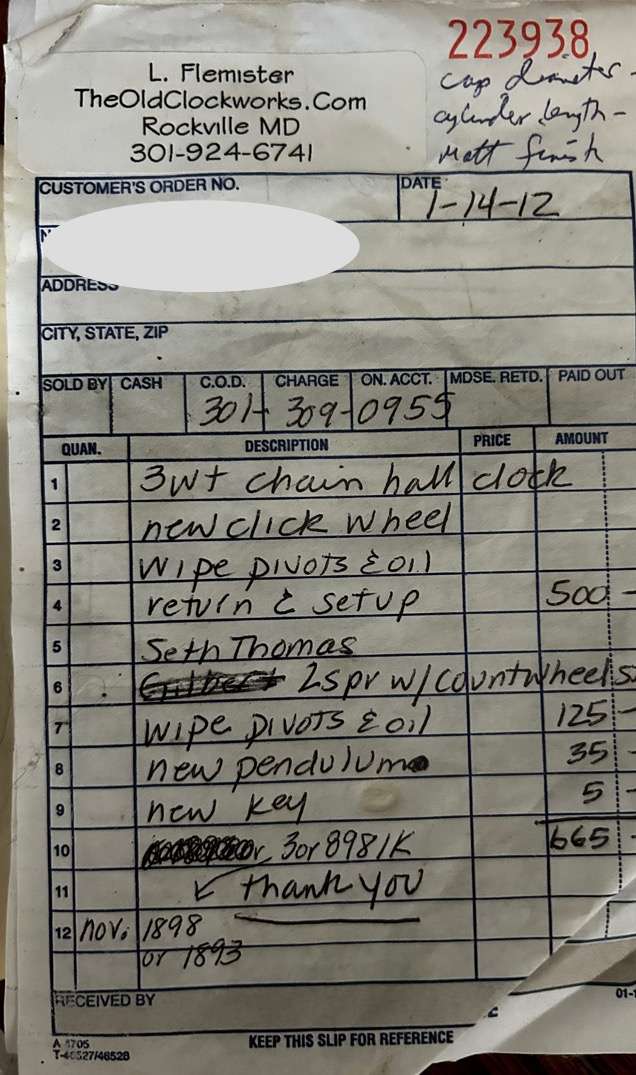 223938
L. Flemister
TheOldClockworks.Com
Rockville MD
301-924-6741
cap diameter -
cylinder length -
Matt finish
CUSTOMER'S ORDER NO.
DATE
1-14-12
ADDRESS
CITY, STATE, ZIP
SOLD BY CASH C.O.D. CHARGE ON. ACCT. MDSE. RETD. PAID OUT
301- 309-0955
QUAN. DESCRIPTION PRICE AMOUNT
1 3wt chain hall clock
2 new click wheel
3 wipe pivots & oil
4 return & setup 500 -
5 Seth Thomas
6 Gilbert 2spr w/countwheel
7 wipe pivots & oil 125 -
8 new pendulum 35 -
9 new key 5 -
10 3or 8981K 665 -
11 thank you
12 nov. 1898
or 1893
RECEIVED BY
01-
KEEP THIS SLIP FOR REFERENCE
T-46527/46528